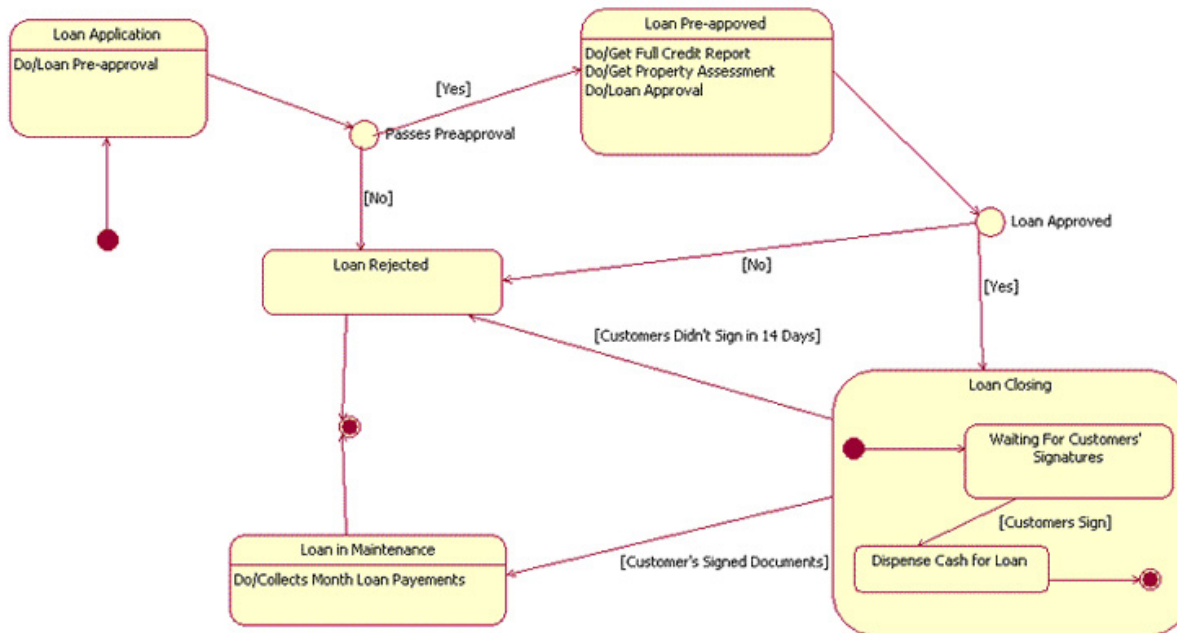 Loan Application
Do/Loan Pre-approval
Loan Pre-appoved
Do/Get Full Credit Report
Do/Get Property Assessment
Do/Loan Approval
[Yes]
Passes Preapproval
[No]
Loan Approved
[No]
[Yes]
Loan Rejected
[Customers Didn't Sign in 14 Days]
Loan Closing
Waiting For Customers'
Signatures
[Customers Sign]
Dispense Cash for Loan
[Customer's Signed Documents]
Loan in Maintenance
Do/Collects Month Loan Payements